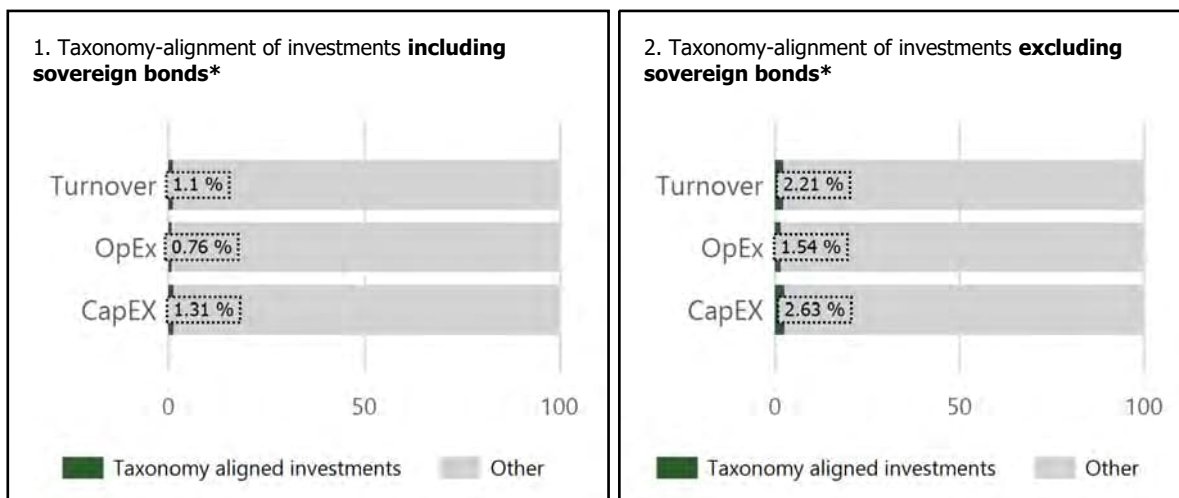 1. Taxonomy-alignment of investments including
sovereign bonds*
Turnover 1.1 %
OpEx 0.76 %
CapEX 1.31 %
0 50 100
Taxonomy aligned investments Other
2. Taxonomy-alignment of investments excluding
sovereign bonds*
Turnover 2.21 %
OpEx 1.54 %
CapEX 2.63 %
0 50 100
Taxonomy aligned investments Other